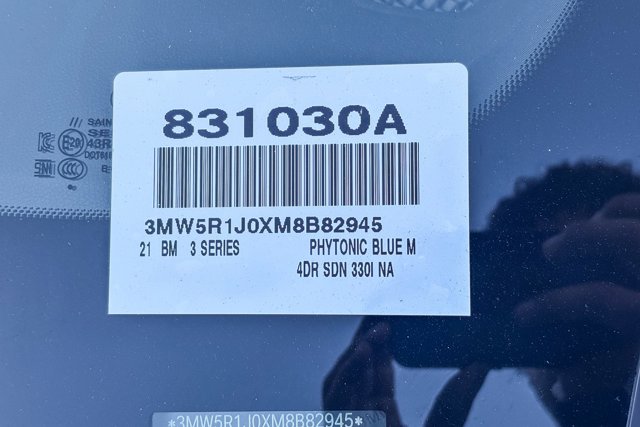 831030A
3MW5R1J0XM8B82945
21 BM 3 SERIES PHYTONIC BLUE M
4DR SDN 330I NA
*3MW5R1J0XM8B82945*